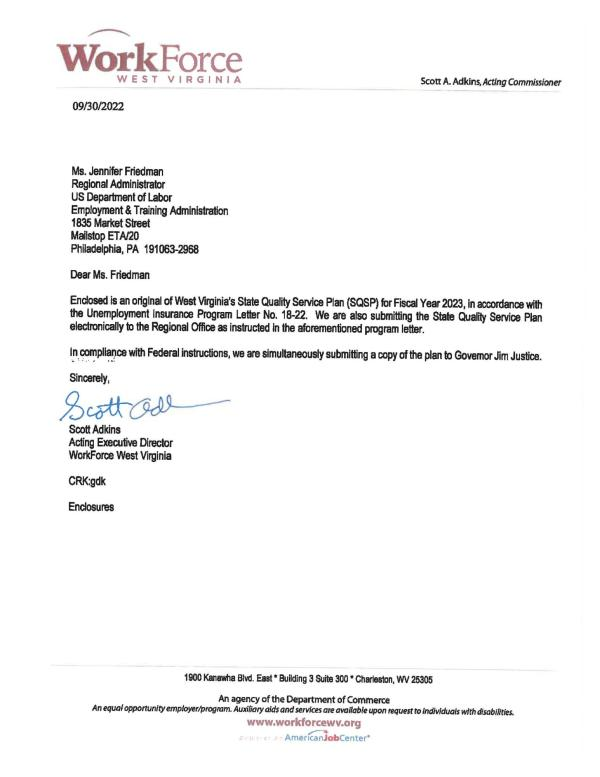 WorkForce
WEST VIRGINIA
Scott A. Adkins, Acting Commissioner
09/30/2022
Ms. Jennifer Friedman
Regional Administrator
US Department of Labor
Employment & Training Administration
1835 Market Street
Mailstop ETA/20
Philadelphia, PA 191063-2968
Dear Ms. Friedman
Enclosed is an original of West Virginia's State Quality Service Plan (SQSP) for Fiscal Year 2023, in accordance with
the Unemployment Insurance Program Letter No. 18-22. We are also submitting the State Quality Service Plan
electronically to the Regional Office as instructed in the aforementioned program letter.
In compliance with Federal instructions, we are simultaneously submitting a copy of the plan to Governor Jim Justice.
Sincerely,
Scott Adkins
Acting Executive Director
WorkForce West Virginia
CRK:gdk
Enclosures
1900 Kanawha Blvd. East * Building 3 Suite 300 * Charleston, WV 25305
An agency of the Department of Commerce
An equal opportunity employer/program. Auxiliary aids and services are available upon request to individuals with disabilities.
www.workforcewv.org
AmericanJobCenter